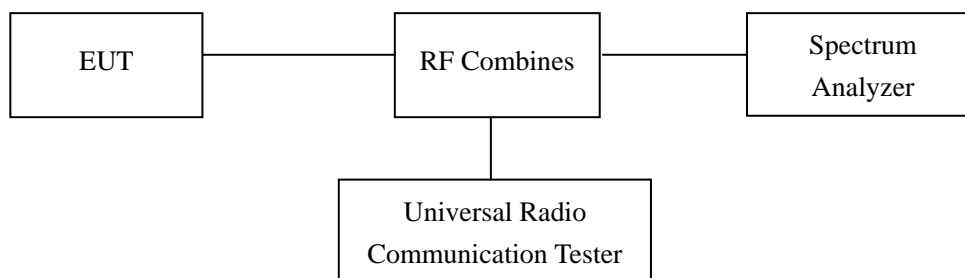 EUT
RF Combines
Spectrum
Analyzer
Universal Radio
Communication Tester